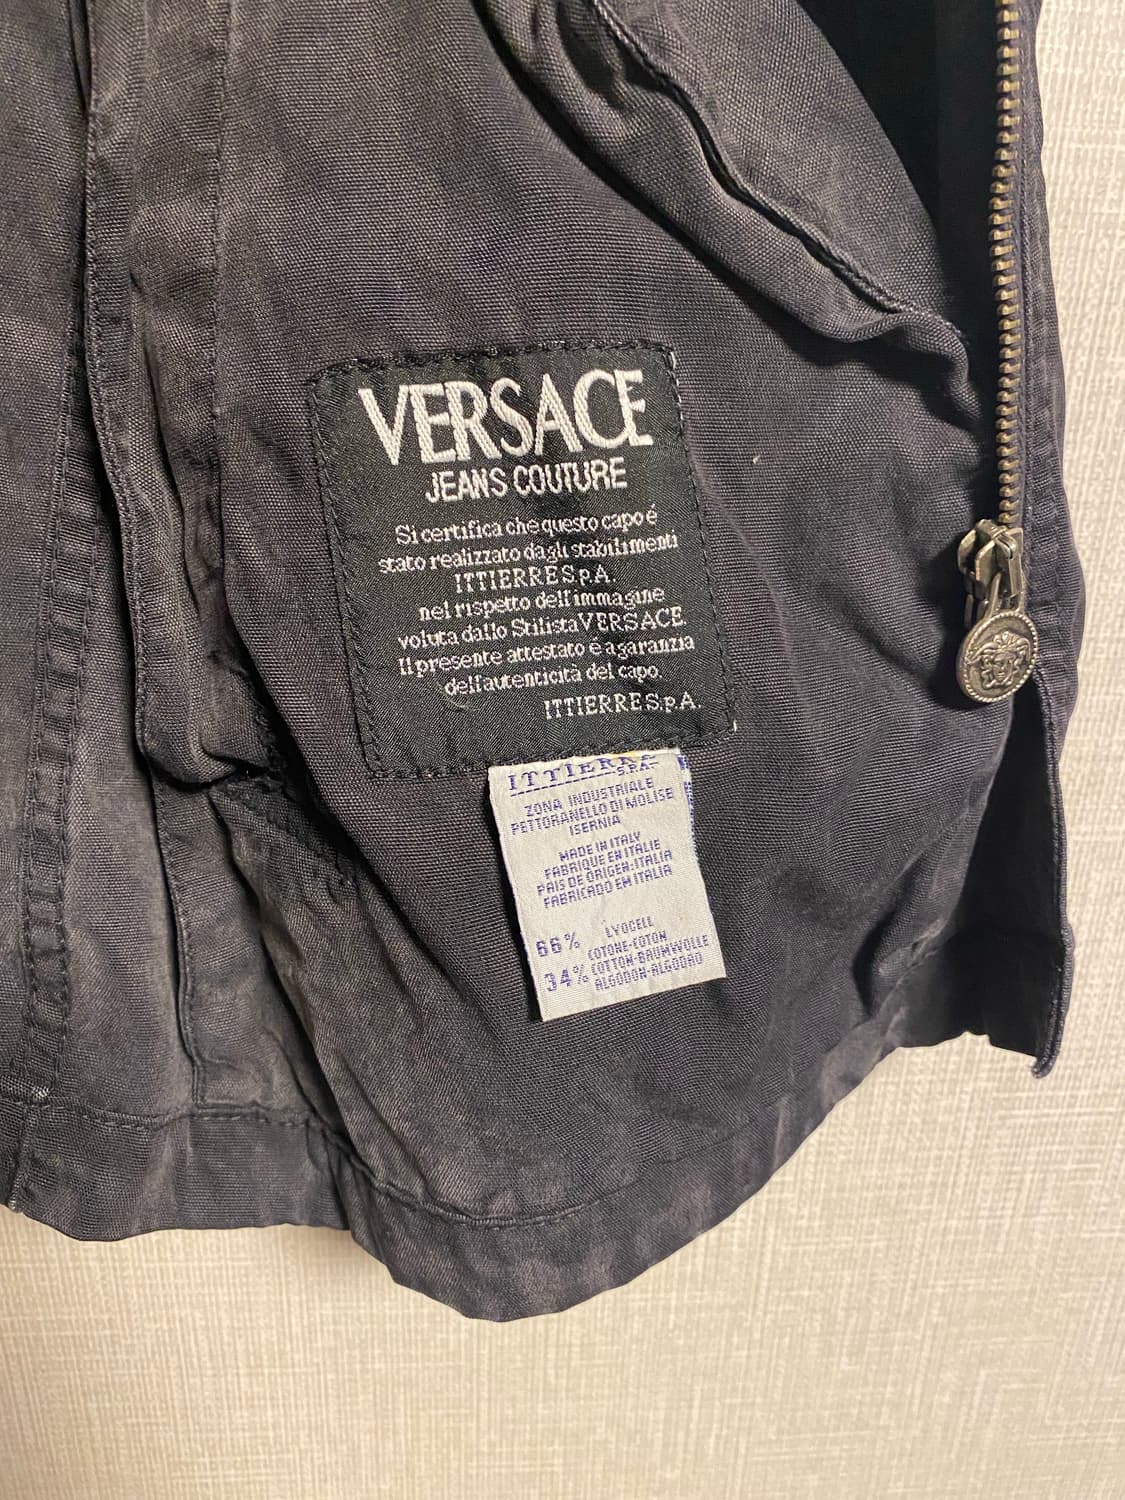 VERSACE
JEANS COUTURE
Si certifica che questo capo é
stato realizzato dagli stabilimenti
ITTIERRE S.p.A.
nel rispetto dell'immagine
voluta dallo Stilista VERSACE
Il presente attestato é a garanzia
dell'autenticità del capo.
ITTIERRE S.p.A.
ITTIERRE
S.P.A.
ZONA INDUSTRIALE
PETTORANELLO DI MOLISE
ISERNIA
MADE IN ITALY
FABRIQUE EN ITALIE
PAIS DE ORIGEN: ITALIA
FABRICADO EM ITALIA
66% LYOCELL
COTONE-COTON
34% COTTON-BAUMWOLLE
ALGODON-ALGODAO